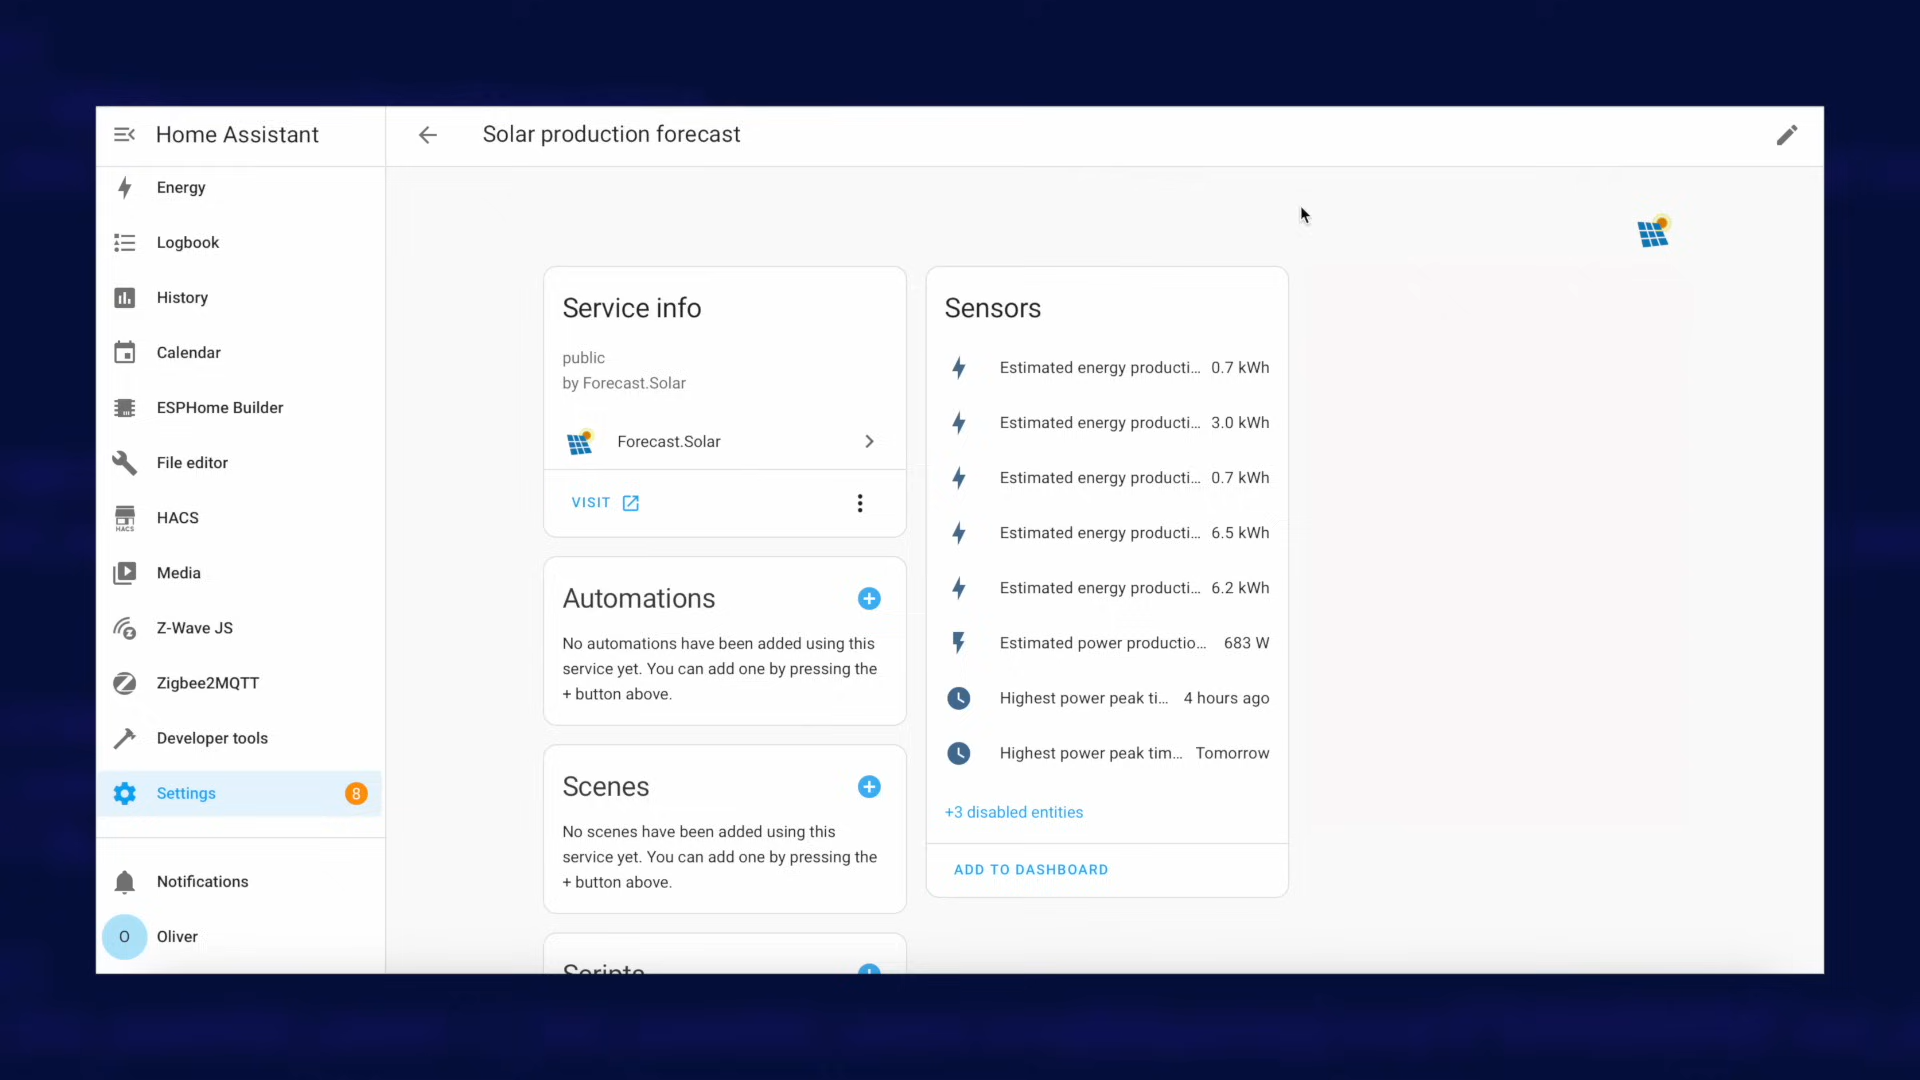 Home Assistant
Solar production forecast
Energy
Logbook
History
Calendar
ESPHome Builder
File editor
HACS
HACS
Media
Z-Wave JS
Zigbee2MQTT
Developer tools
Settings
8
Notifications
O
Oliver
Service info
public
by Forecast.Solar
Forecast.Solar
VISIT
Automations
No automations have been added using this
service yet. You can add one by pressing the
+ button above.
Scenes
No scenes have been added using this
service yet. You can add one by pressing the
+ button above.
Scripts
Sensors
Estimated energy producti... 0.7 kWh
Estimated energy producti... 3.0 kWh
Estimated energy producti... 0.7 kWh
Estimated energy producti... 6.5 kWh
Estimated energy producti... 6.2 kWh
Estimated power productio... 683 W
Highest power peak ti... 4 hours ago
Highest power peak tim... Tomorrow
+3 disabled entities
ADD TO DASHBOARD